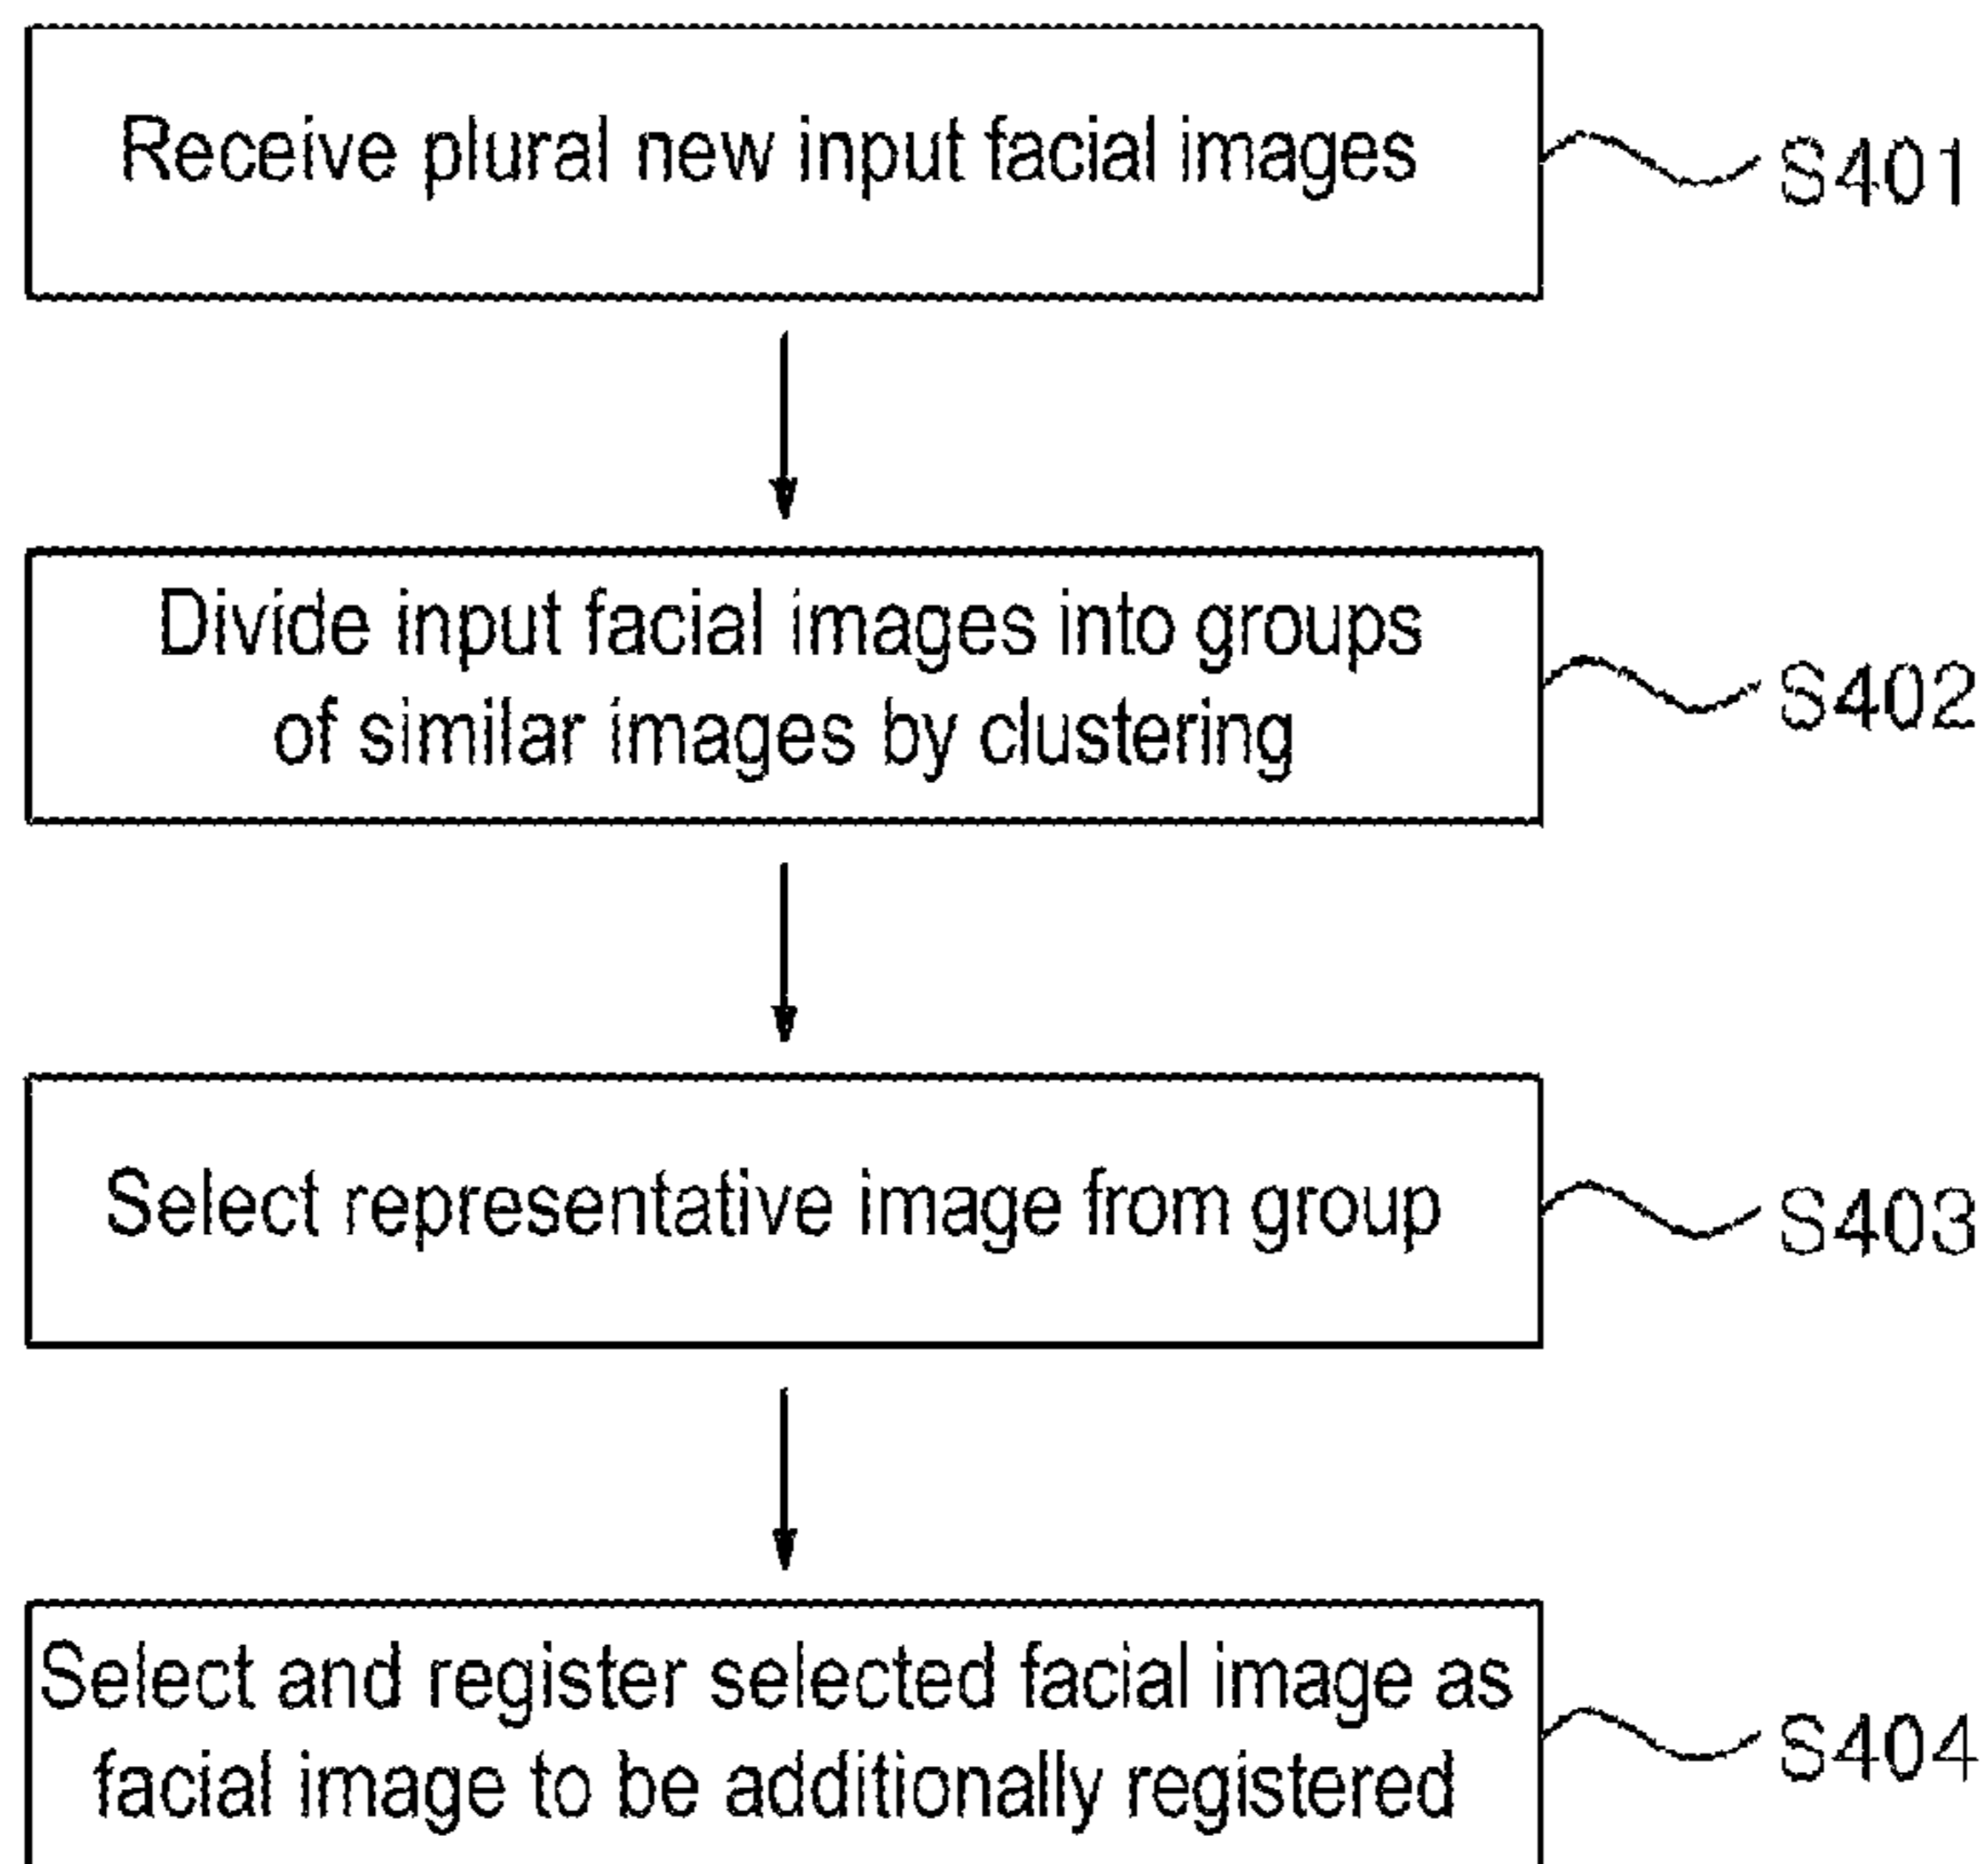 Receive plural new input facial images
S401
Divide input facial images into groups
of similar images by clustering
S402
Select representative image from group
S403
Select and register selected facial image as
facial image to be additionally registered
S404